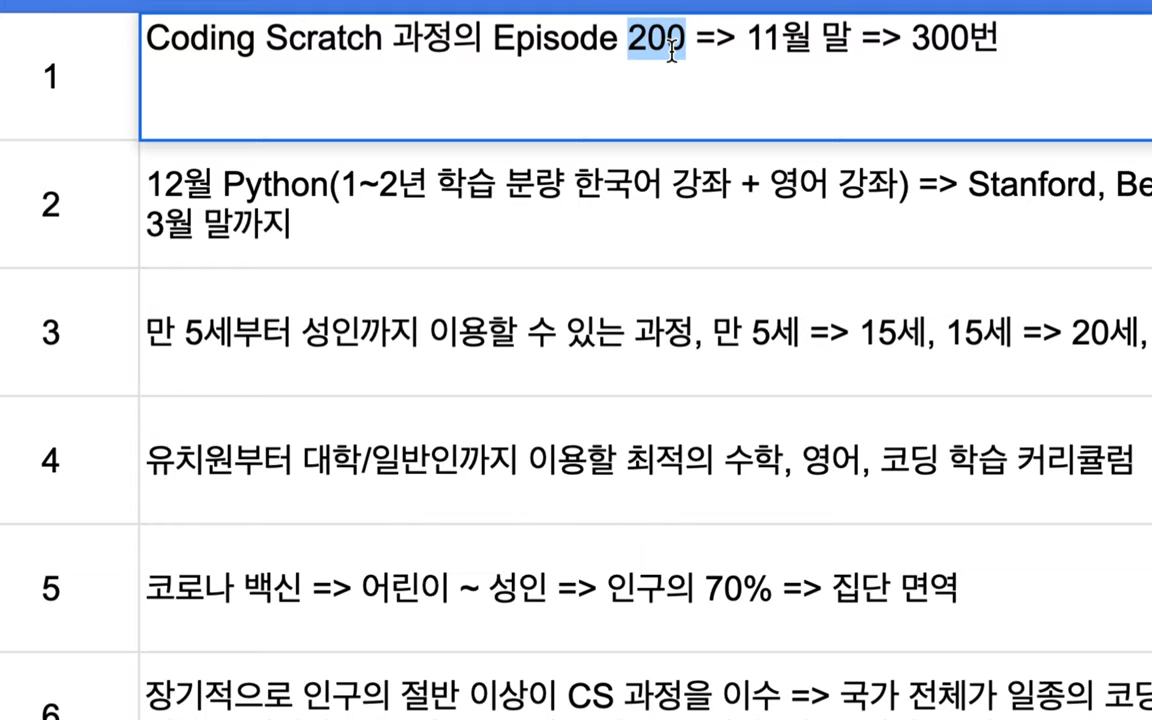 1
Coding Scratch 과정의 Episode 200 => 11월 말 => 300번
2
12월 Python(1~2년 학습 분량 한국어 강좌 + 영어 강좌) => Stanford, Be
3월 말까지
3
만 5세부터 성인까지 이용할 수 있는 과정, 만 5세 => 15세, 15세 => 20세,
4
유치원부터 대학/일반인까지 이용할 최적의 수학, 영어, 코딩 학습 커리큘럼
5
코로나 백신 => 어린이 ~ 성인 => 인구의 70% => 집단 면역
6
장기적으로 인구의 절반 이상이 CS 과정을 이수 => 국가 전체가 일종의 코딩